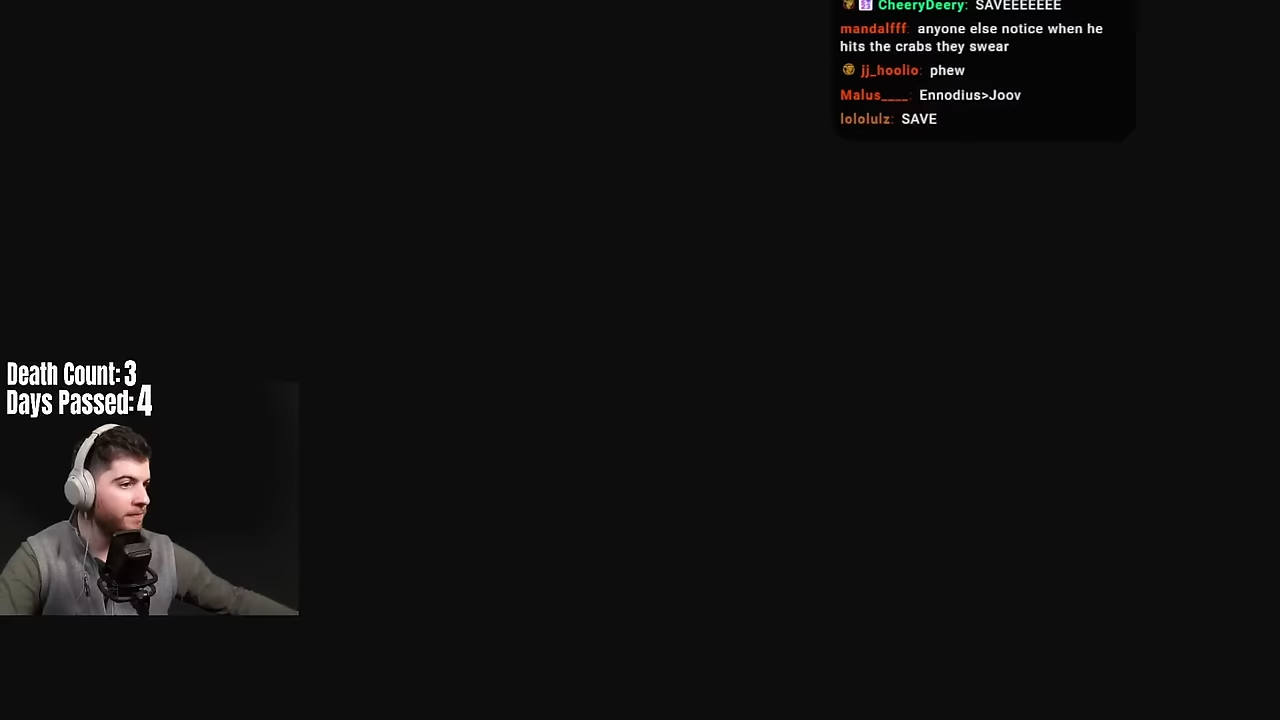 CheeryDeery: SAVEEEEEEE
mandalfff: anyone else notice when he
hits the crabs they swear
jj_hoolio: phew
Malus____: Ennodius>Joov
lololulz: SAVE
Death Count: 3
Days Passed: 4